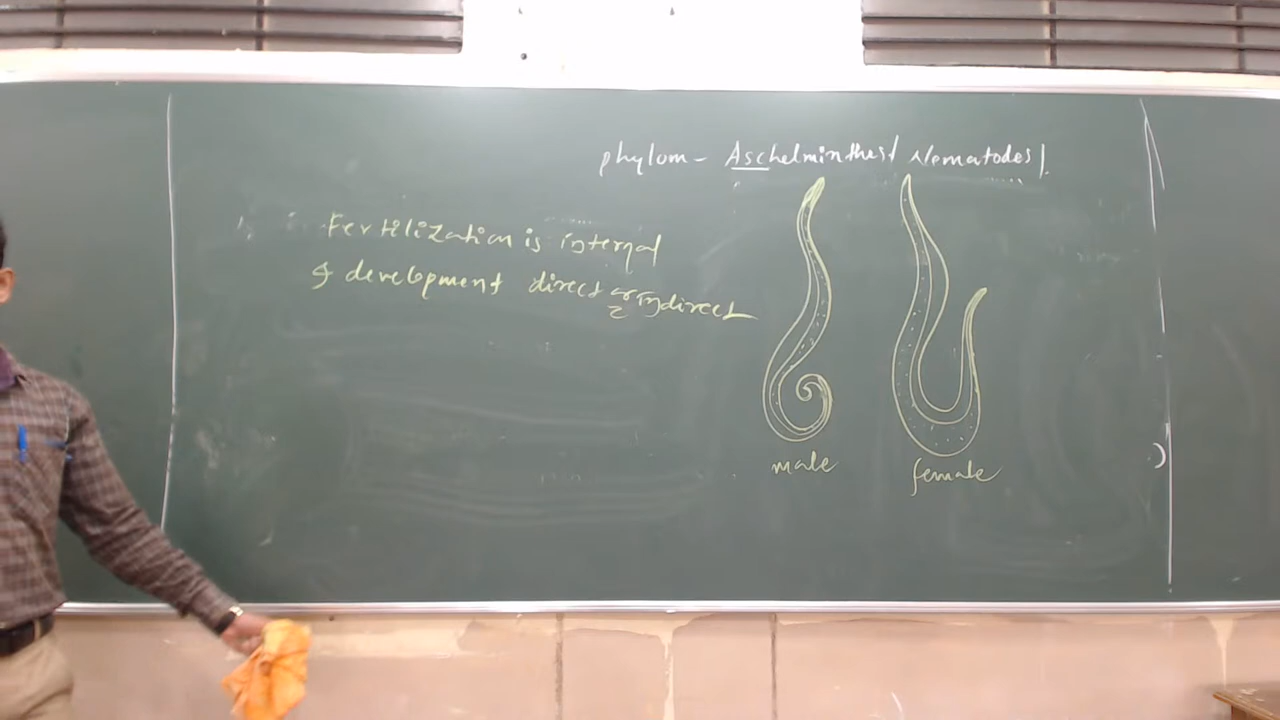 phylum - Aschelminthes/ Nematodes/.
Fertilization is internal
& development direct or Indirect
male
female